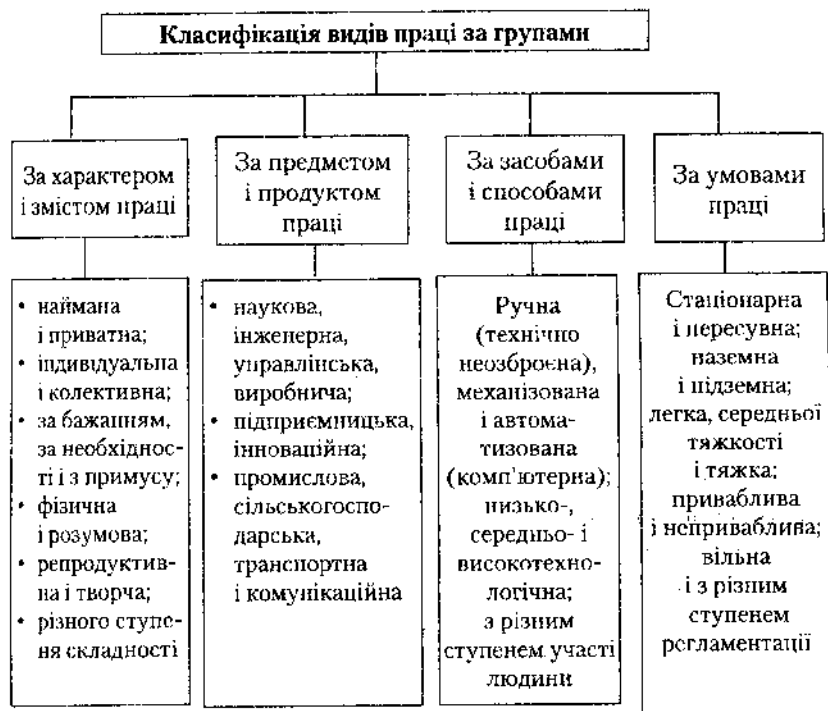 Класифікація видів праці за групами
За характером
і змістом праці
За предметом
і продуктом
праці
За засобами
і способами
праці
За умовами
праці
• наймана
і приватна;
• індивідуальна
і колективна;
• за бажанням,
за необхіднос-
ті і з примусу;
• фізична
і розумова;
• репродуктив-
на і творча;
• різного ступе-
ня складності
• наукова,
інженерна,
управлінська,
виробнича;
• підприємницька,
інноваційна;
• промислова,
сільськогоспо-
дарська,
транспортна
і комунікаційна
Ручна
(технічно
неозброєна),
механізована
і автома-
тизована
(комп'ютерна);
низько-,
середньо- і
високотехно-
логічна;
з різним
ступенем участі
людини
Стаціонарна
і пересувна;
наземна
і підземна;
легка, середньої
тяжкості
і тяжка;
приваблива
і неприваблива;
вільна
і з різним
ступенем
регламентації